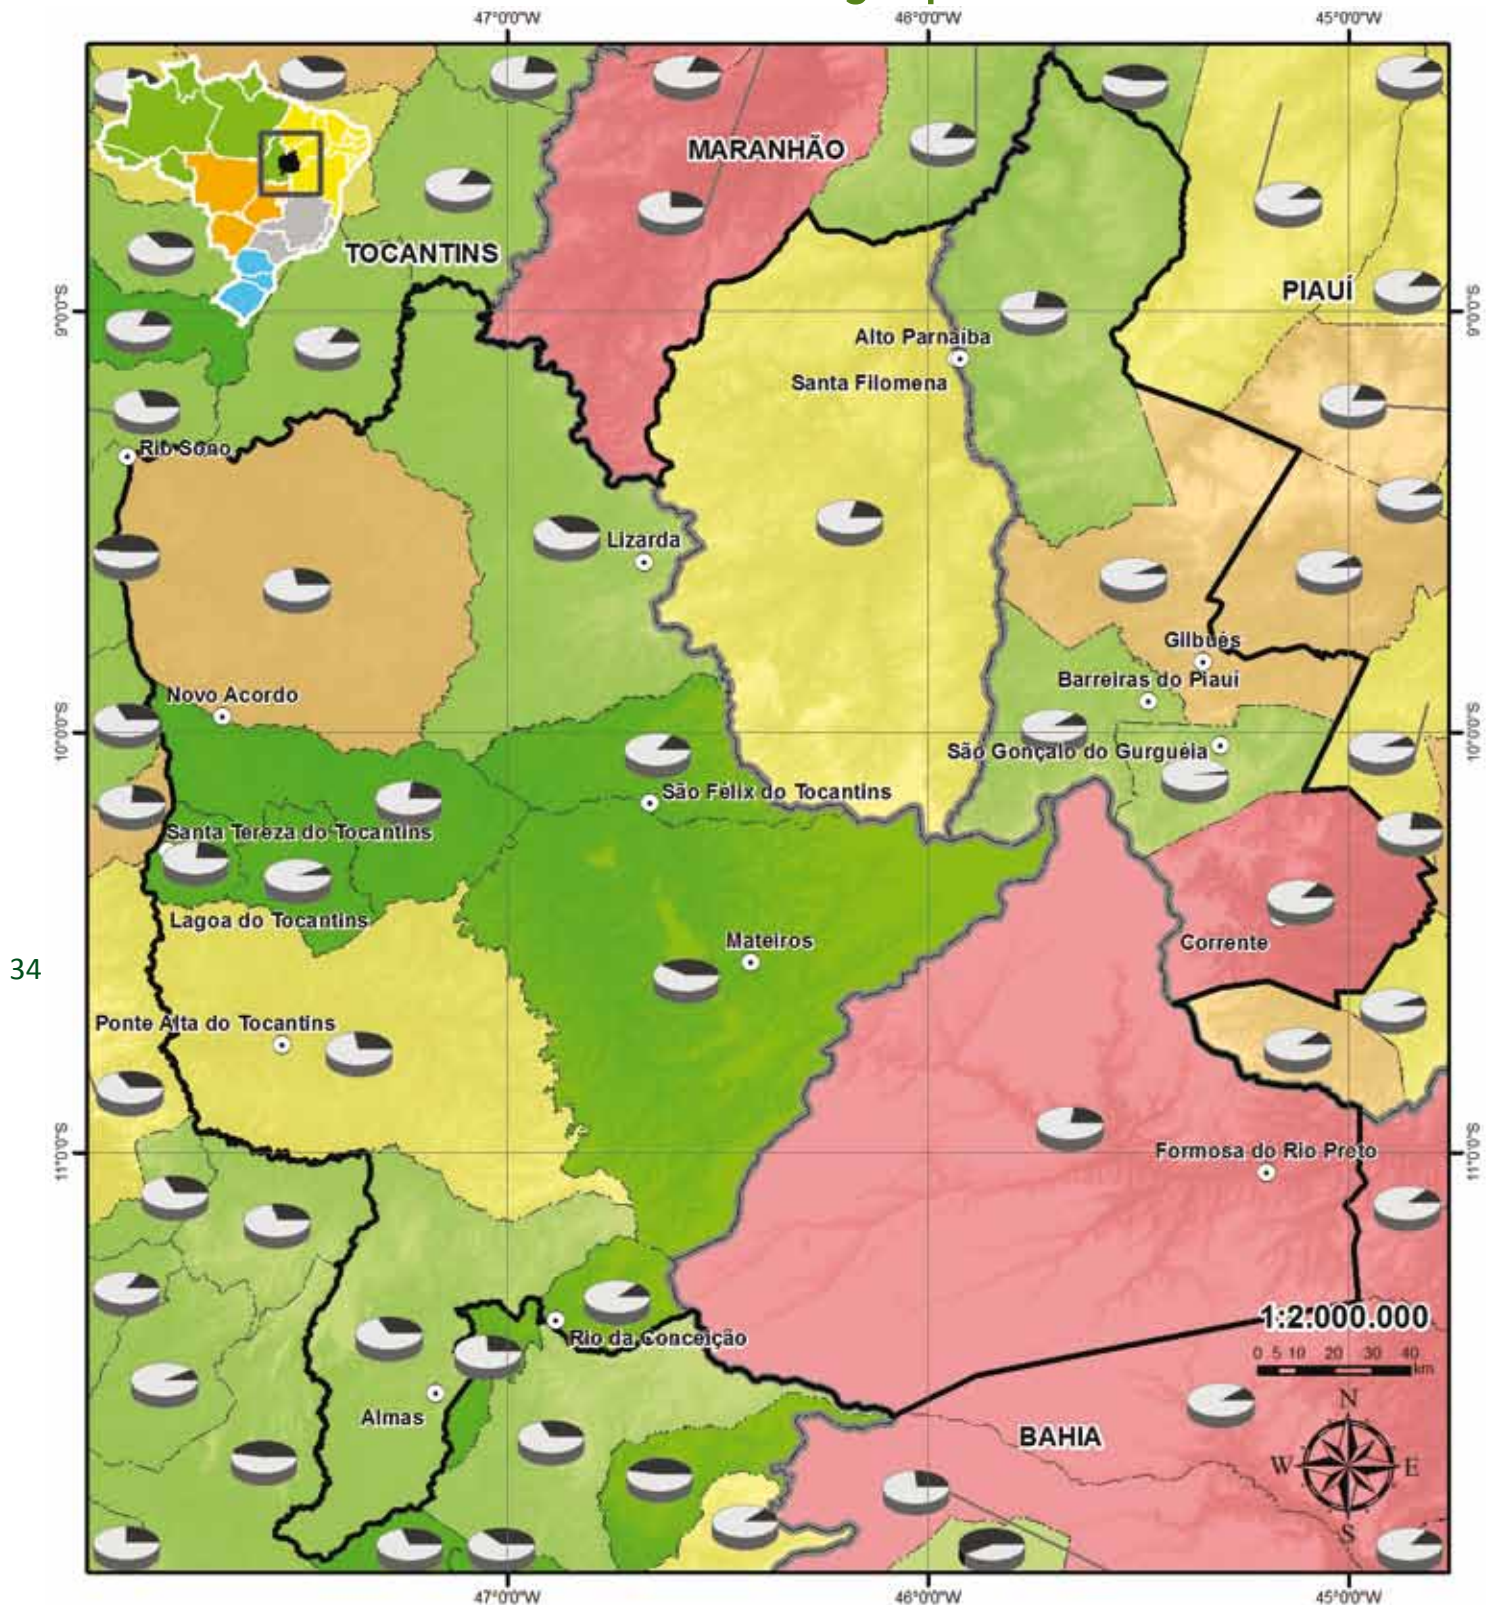 47°0'0"W
46°0'0"W
45°0'0"W
MARANHÃO
TOCANTINS
PIAUÍ
9°0'0"S
9°0'0"S
Alto Parnaíba
Santa Filomena
Rio Sono
Lizarda
Gilbués
Barreiras do Piauí
Novo Acordo
10°0'0"S
10°0'0"S
São Gonçalo do Gurguéia
São Félix do Tocantins
Santa Tereza do Tocantins
Lagoa do Tocantins
Mateiros
Corrente
34
Ponte Alta do Tocantins
11°0'0"S
11°0'0"S
Formosa do Rio Preto
1:2.000.000
Rio da Conceição
0 5 10 20 30 40
km
N
Almas
BAHIA
W
E
S
47°0'0"W
46°0'0"W
45°0'0"W